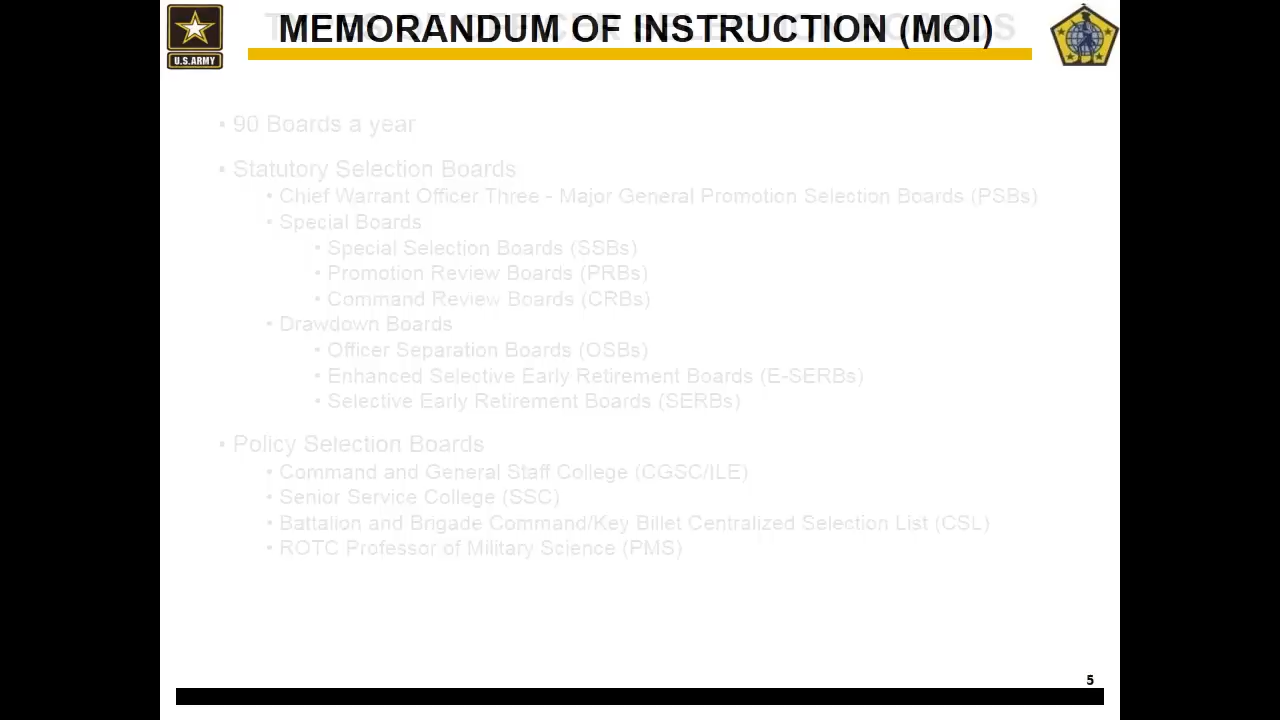 MEMORANDUM OF INSTRUCTION (MOI)
U.S.ARMY
• 90 Boards a year
• Statutory Selection Boards
• Chief Warrant Officer Three - Major General Promotion Selection Boards (PSBs)
• Special Boards
• Special Selection Boards (SSBs)
• Promotion Review Boards (PRBs)
• Command Review Boards (CRBs)
• Drawdown Boards
• Officer Separation Boards (OSBs)
• Enhanced Selective Early Retirement Boards (E-SERBs)
• Selective Early Retirement Boards (SERBs)
• Policy Selection Boards
• Command and General Staff College (CGSC/ILE)
• Senior Service College (SSC)
• Battalion and Brigade Command/Key Billet Centralized Selection List (CSL)
• ROTC Professor of Military Science (PMS)
5